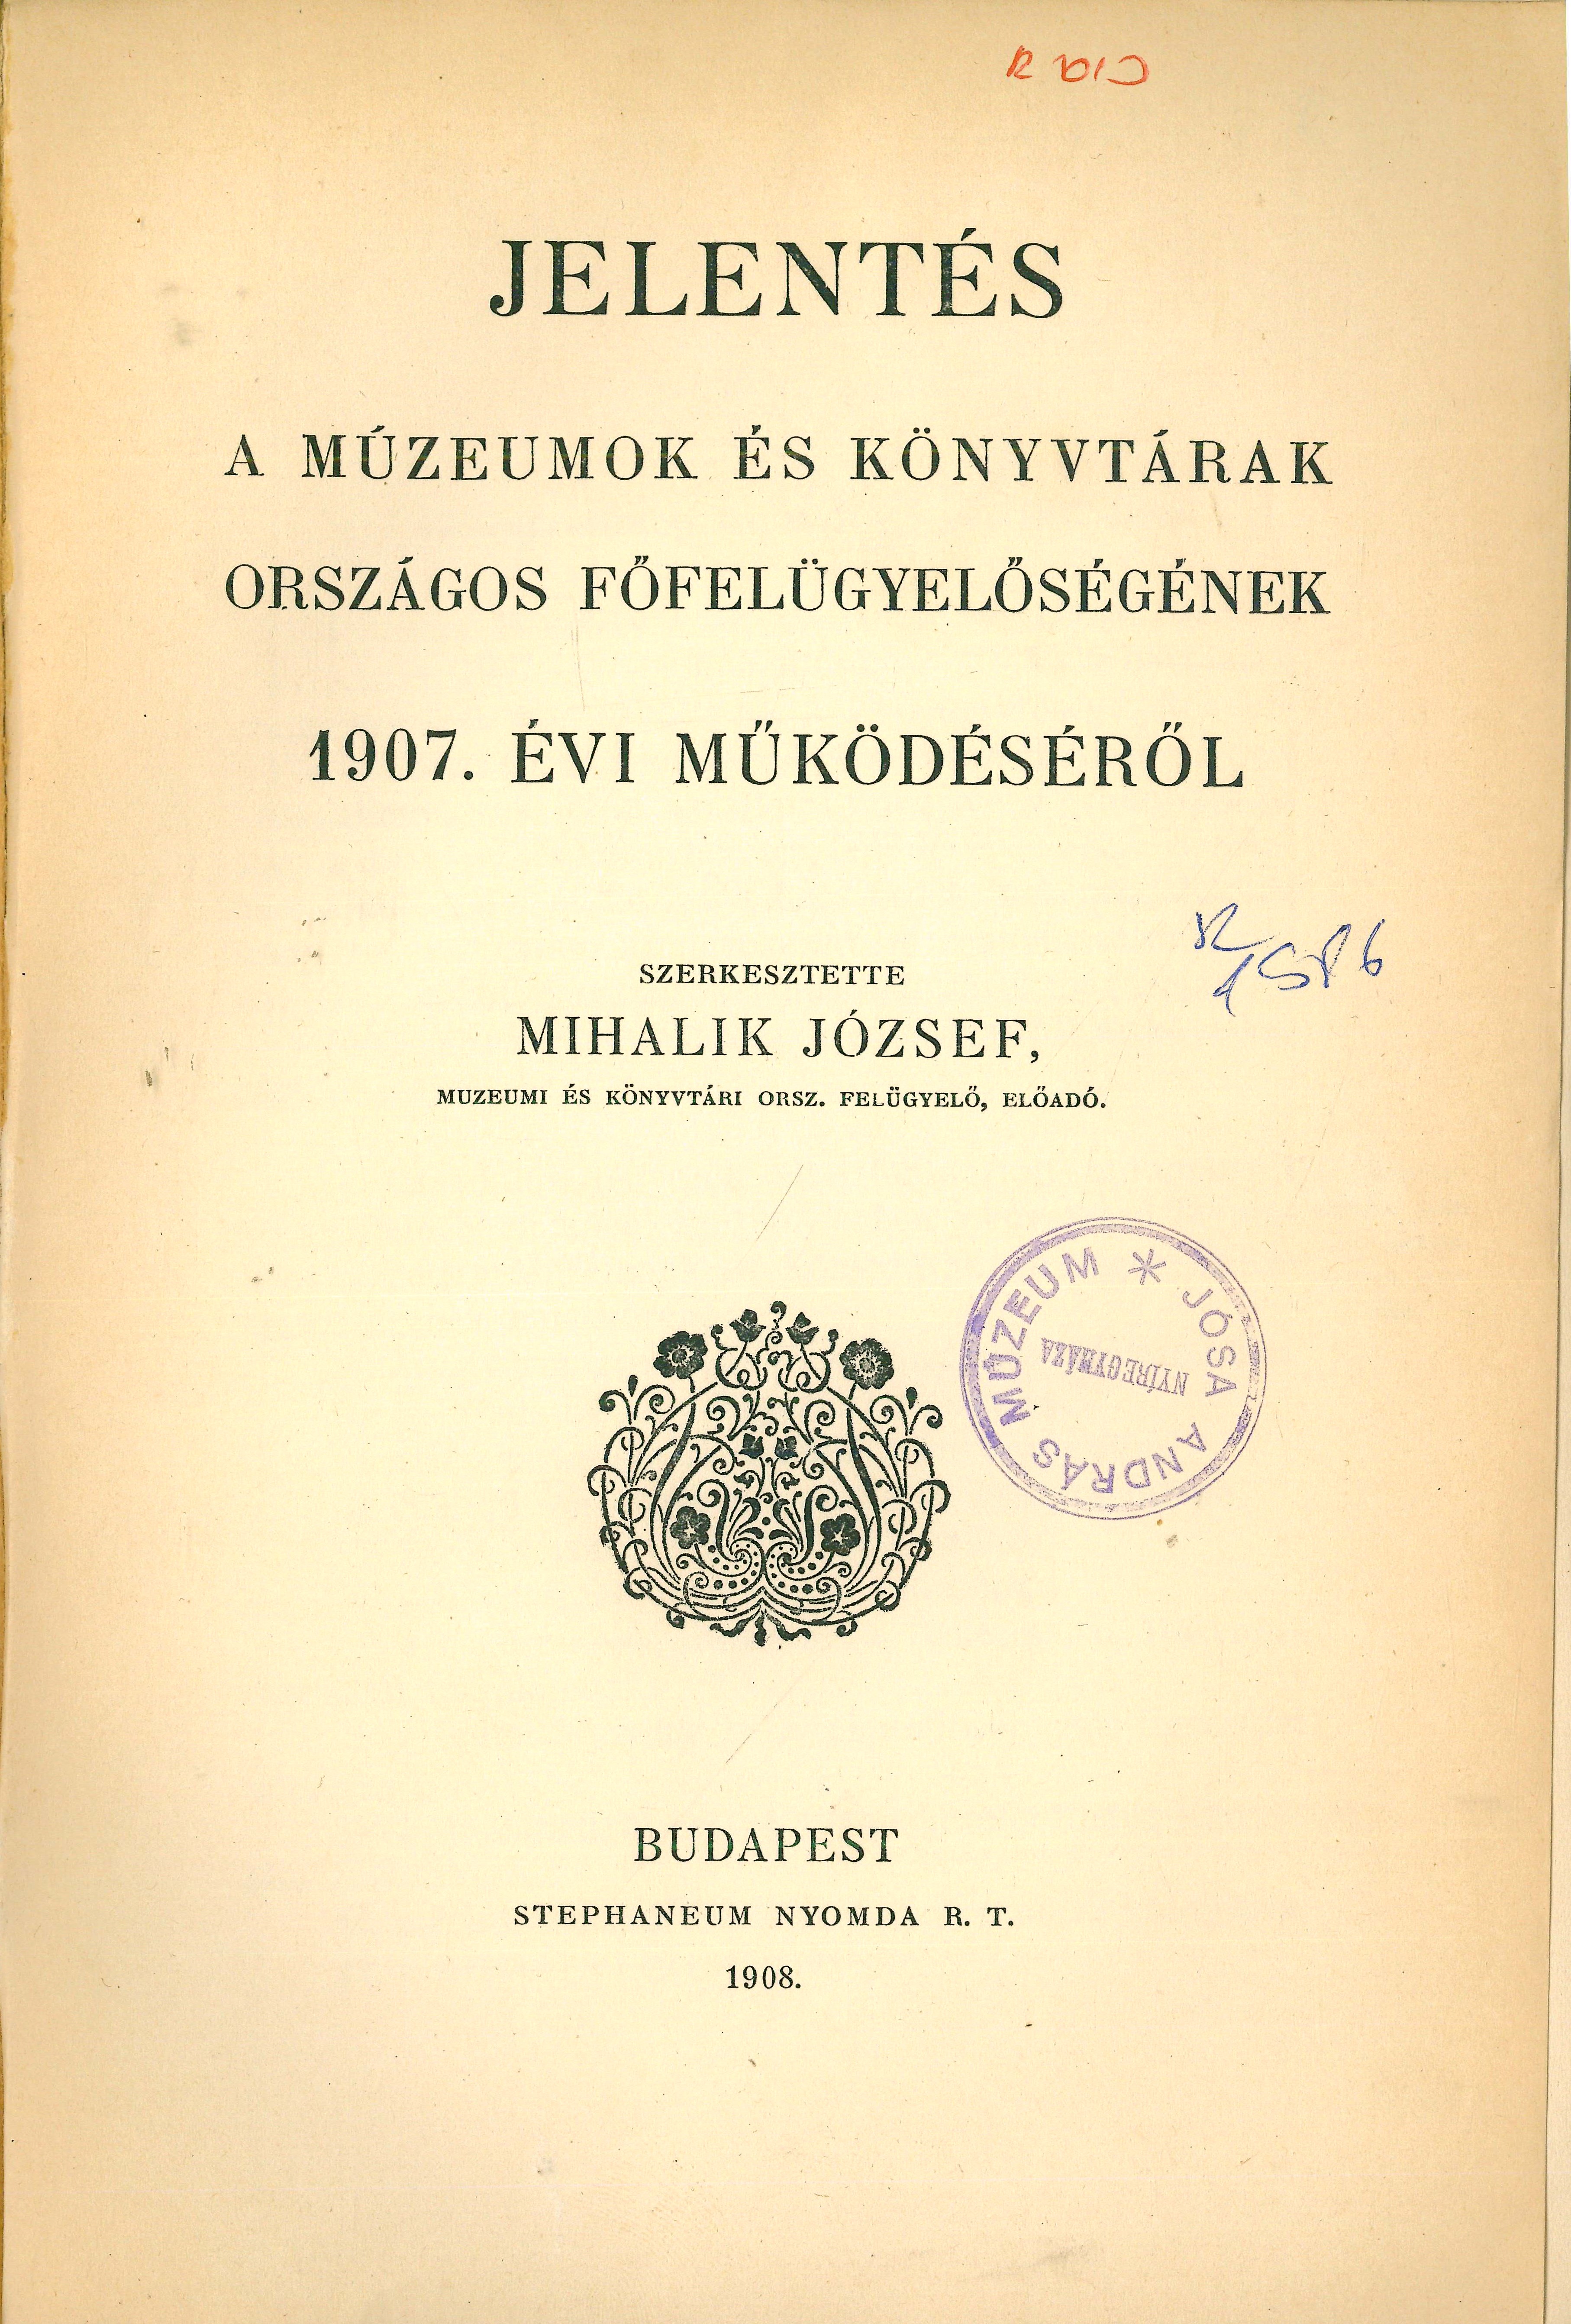 JELENTÉS
A MÚZEUMOK ÉS KÖNYVTÁRAK
ORSZÁGOS FŐFELÜGYELŐSÉGÉNEK
1907. ÉVI MŰKÖDÉSÉRŐL
SZERKESZTETTE
MIHALIK JÓZSEF,
MUZEUMI ÉS KÖNYVTÁRI ORSZ. FELÜGYELŐ, ELŐADÓ.
JÓSA ANDRÁS MÚZEUM *
NYÍREGYHÁZA
BUDAPEST
STEPHANEUM NYOMDA R. T.
1908.